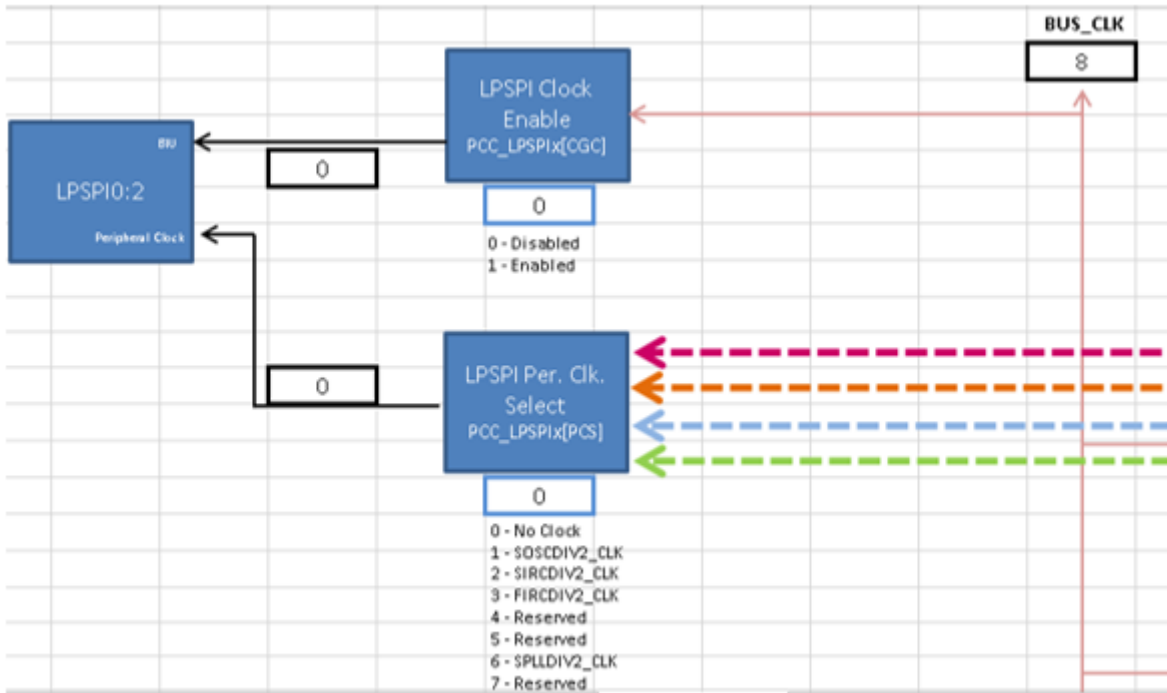 BUS_CLK
8
LPSPI Clock
Enable
PCC_LPSPIx[CGC]
0
0 - Disabled
1 - Enabled
BIU
LPSPI0:2
Peripheral Clock
0
0
LPSPI Per. Clk.
Select
PCC_LPSPIx[PCS]
0
0 - No Clock
1 - SOSCDIV2_CLK
2 - SIRCDIV2_CLK
3 - FIRCDIV2_CLK
4 - Reserved
5 - Reserved
6 - SPLLDIV2_CLK
7 - Reserved